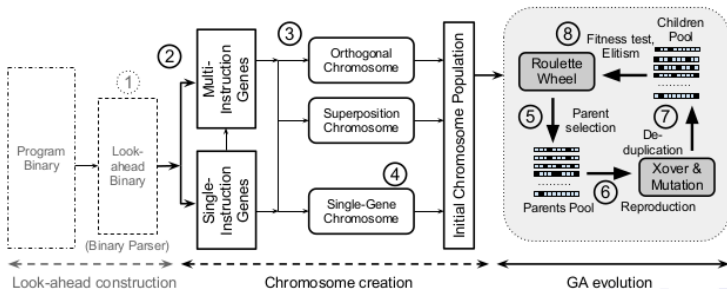 Program
Binary
1
Look-
ahead
Binary
(Binary Parser)
Look-ahead construction
2
Multi-
Instruction
Genes
Single-
Instruction
Genes
3
Orthogonal
Chromosome
Superposition
Chromosome
4
Single-Gene
Chromosome
Initial Chromosome Population
Chromosome creation
Children
Pool
8
Fitness test,
Elitism
Roulette
Wheel
5
Parent
selection
7
De-
duplication
Xover &
Mutation
6
Parents Pool
Reproduction
GA evolution